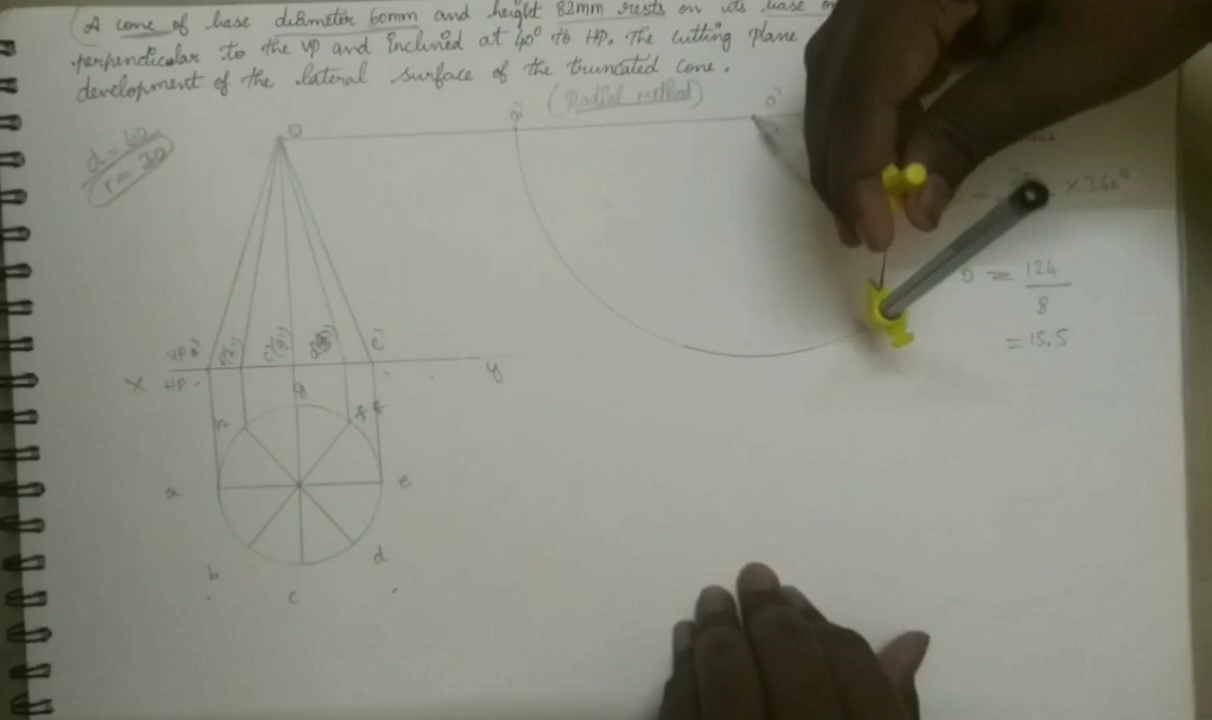 A cone of base diameter 60mm and height 82mm rests on its base on
perpendicular to the VP and inclined at 40° to HP. The cutting plane
development of the lateral surface of the truncated cone.
(Radial method)
d = 60
r = 30
O
a'
O'
× 360°
θ = 124
8
= 15.5
VP a'
c'(g')
e'
X HP
y
g
h
f
a
e
b
d
c